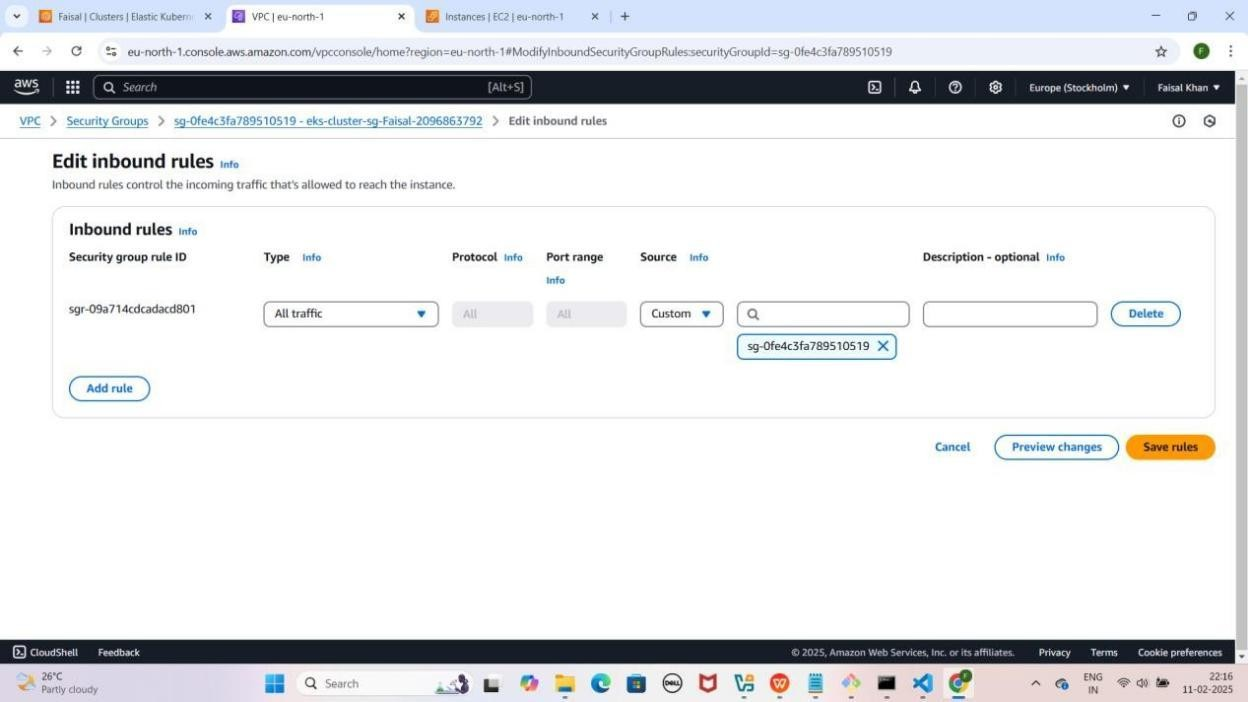 Faisal | Clusters | Elastic Kubern
VPC | eu-north-1
Instances | EC2 | eu-north-1
eu-north-1.console.aws.amazon.com/vpcconsole/home?region=eu-north-1#ModifyInboundSecurityGroupRules:securityGroupId=sg-0fe4c3fa789510519
F
aws
Search
[Alt+S]
Europe (Stockholm)
Faisal Khan
VPC > Security Groups > sg-0fe4c3fa789510519 - eks-cluster-sg-Faisal-2096863792 > Edit inbound rules
Edit inbound rules Info
Inbound rules control the incoming traffic that's allowed to reach the instance.
Inbound rules Info
Security group rule ID
Type Info
Protocol Info
Port range
Info
Source Info
Description - optional Info
sgr-09a714cdcadacd801
All traffic
All
All
Custom
Delete
sg-0fe4c3fa789510519
Add rule
Cancel
Preview changes
Save rules
CloudShell
Feedback
© 2025, Amazon Web Services, Inc. or its affiliates.
Privacy
Terms
Cookie preferences
26°C
Partly cloudy
Search
DELL
ENG
IN
22:16
11-02-2025